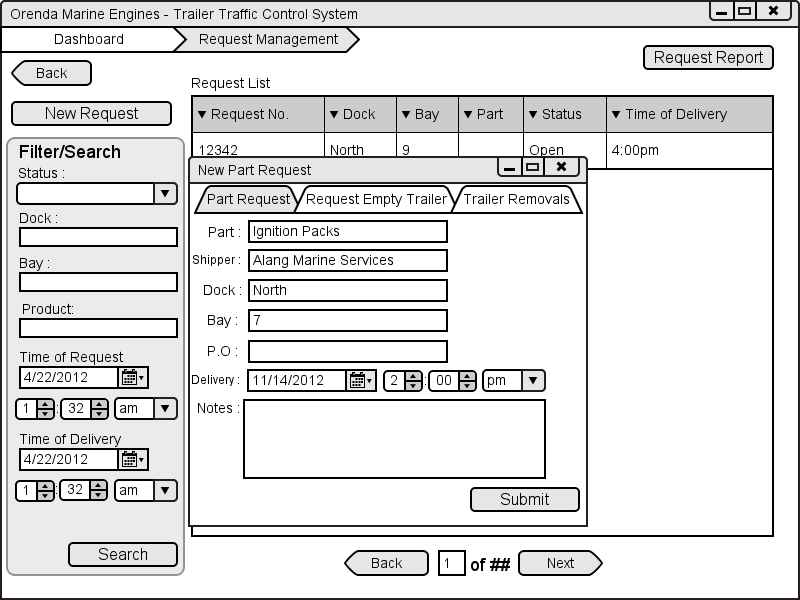 Orenda Marine Engines - Trailer Traffic Control System
Dashboard Request Management
Back
Request Report
Request List
New Request
Request No. Dock Bay Part Status Time of Delivery
12342 North 9 Open 4:00pm
Filter/Search
Status :
Dock :
Bay :
Product:
Time of Request
4/22/2012
1 : 32 am
Time of Delivery
4/22/2012
1 : 32 am
Search
New Part Request
Part Request Request Empty Trailer Trailer Removals
Part : Ignition Packs
Shipper : Alang Marine Services
Dock : North
Bay : 7
P.O :
Delivery : 11/14/2012 2 : 00 pm
Notes :
Submit
Back 1 of ## Next